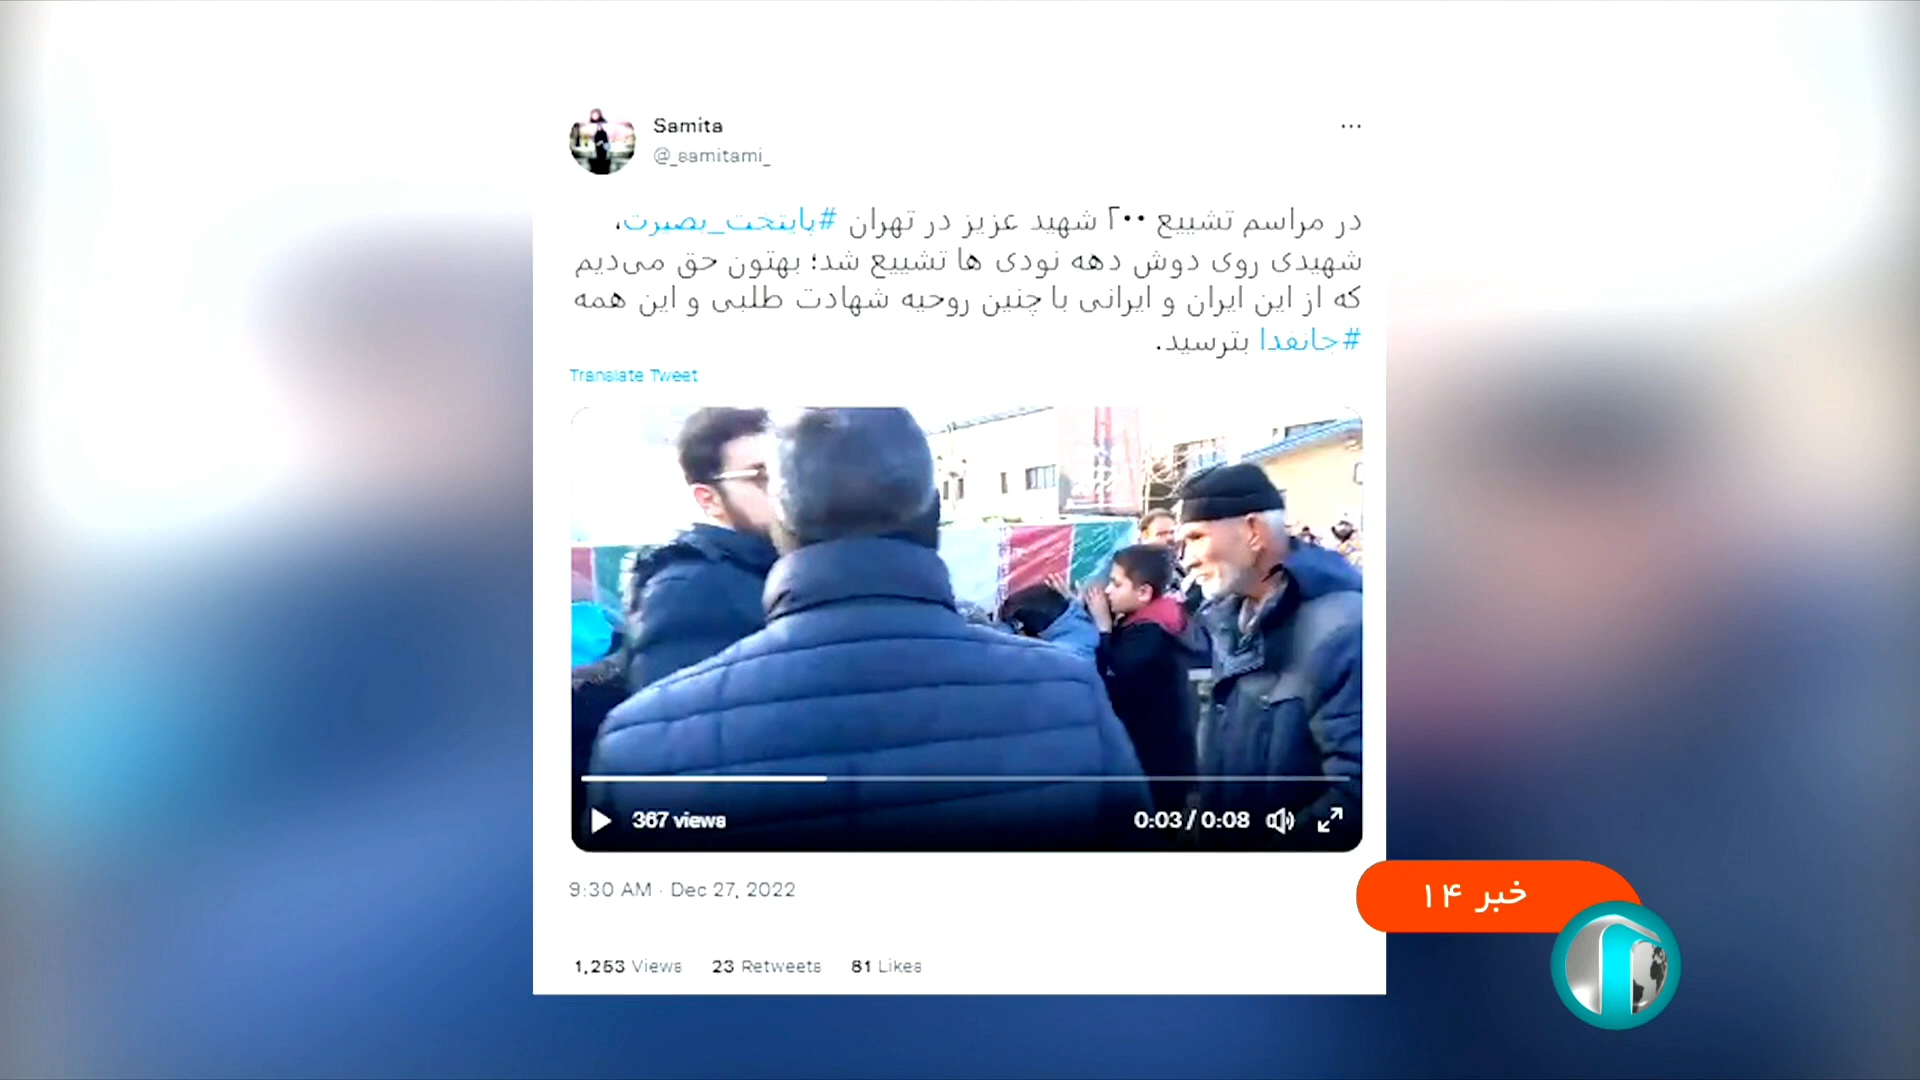 Samita
...
@_samitami_
در مراسم تشییع ۲۰۰ شهید عزیز در تهران #پایتخت_بصیرت،
شهیدی روی دوش دهه نودی ها تشییع شد؛ بهتون حق می‌دیم
که از این ایران و ایرانی با چنین روحیه شهادت طلبی و این همه
#جانفدا بترسید.
Translate Tweet
367 views
0:03 / 0:08
9:30 AM · Dec 27, 2022
1,253 Views 23 Retweets 81 Likes
خبر ۱۴